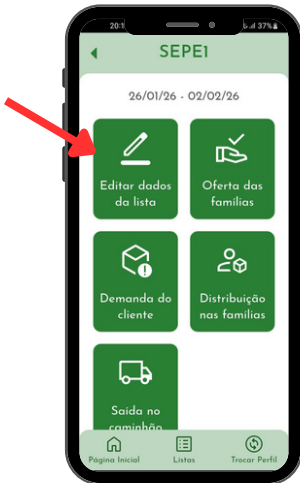 20:1
37%
SEPE1
26/01/26 - 02/02/26
Editar dados
da lista
Oferta das
famílias
Demanda do
cliente
Distribuição
nas famílias
Saída no
caminhão
Página Inicial
Listas
Trocar Perfil